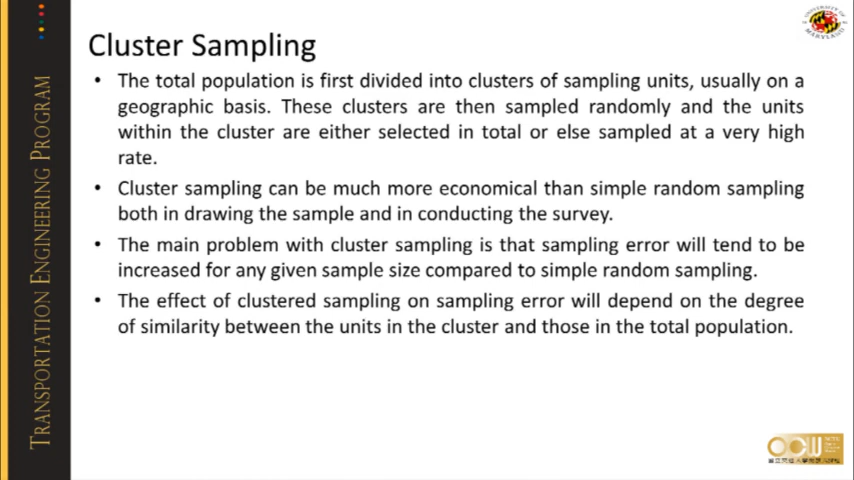 Cluster Sampling
• The total population is first divided into clusters of sampling units, usually on a
geographic basis. These clusters are then sampled randomly and the units
within the cluster are either selected in total or else sampled at a very high
rate.
• Cluster sampling can be much more economical than simple random sampling
both in drawing the sample and in conducting the survey.
• The main problem with cluster sampling is that sampling error will tend to be
increased for any given sample size compared to simple random sampling.
• The effect of clustered sampling on sampling error will depend on the degree
of similarity between the units in the cluster and those in the total population.
TRANSPORTATION ENGINEERING PROGRAM
UNIVERSITY OF
MARYLAND
OCW